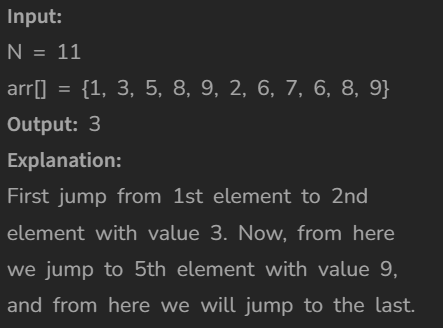 Input:
N = 11
arr[] = {1, 3, 5, 8, 9, 2, 6, 7, 6, 8, 9}
Output: 3
Explanation:
First jump from 1st element to 2nd
element with value 3. Now, from here
we jump to 5th element with value 9,
and from here we will jump to the last.